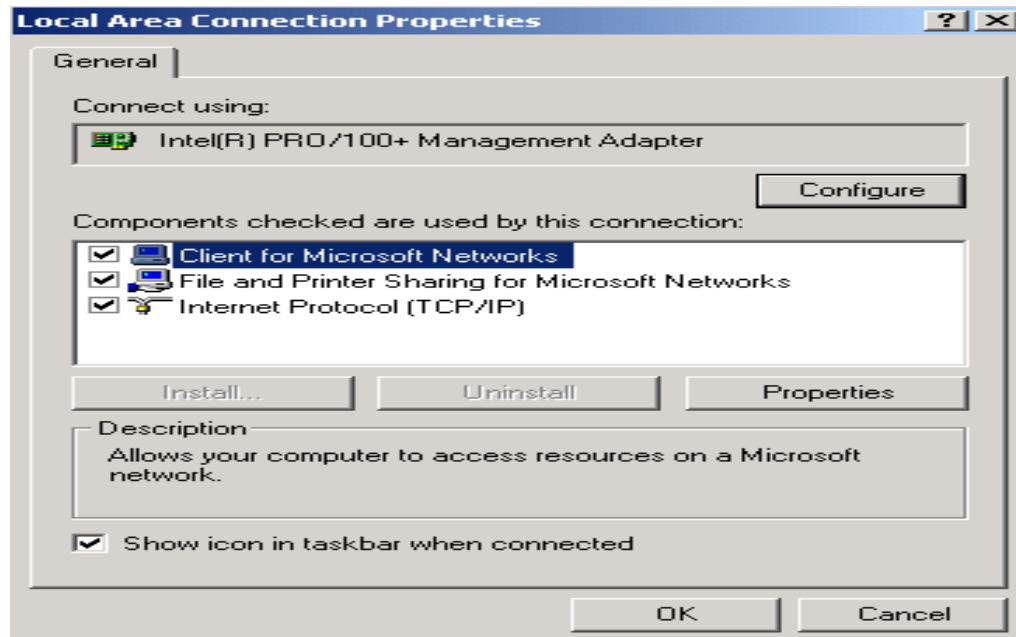 Local Area Connection Properties
General
Connect using:
Intel(R) PRO/100+ Management Adapter
Configure
Components checked are used by this connection:
Client for Microsoft Networks
File and Printer Sharing for Microsoft Networks
Internet Protocol (TCP/IP)
Install... Uninstall Properties
Description
Allows your computer to access resources on a Microsoft
network.
Show icon in taskbar when connected
OK Cancel